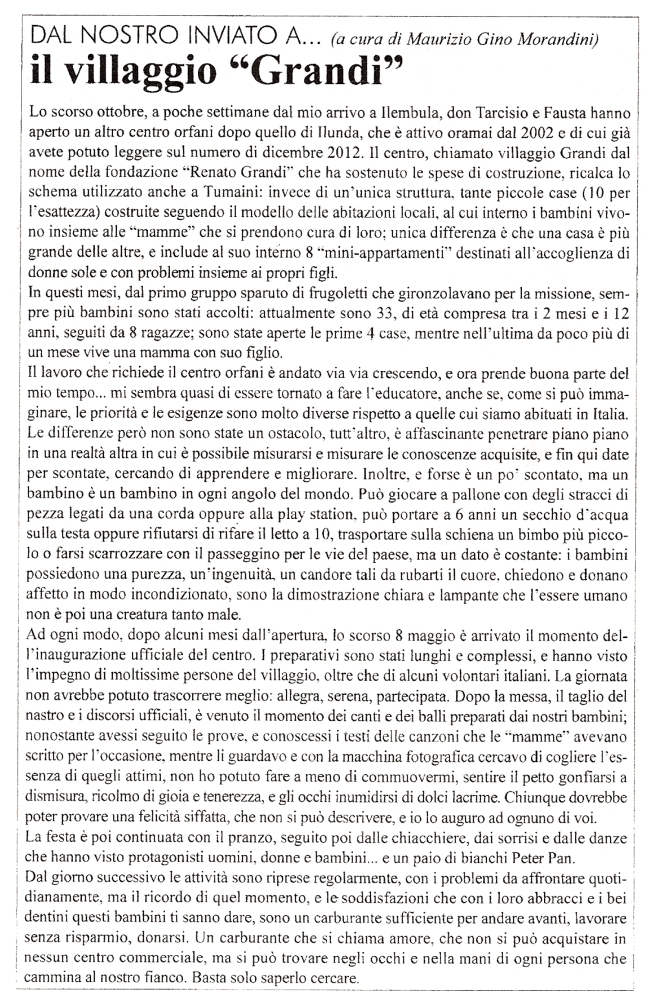 DAL NOSTRO INVIATO A... (a cura di Maurizio Gino Morandini)
il villaggio “Grandi”
Lo scorso ottobre, a poche settimane dal mio arrivo a Ilembula, don Tarcisio e Fausta hanno
aperto un altro centro orfani dopo quello di Ilunda, che è attivo oramai dal 2002 e di cui già
avete potuto leggere sul numero di dicembre 2012. Il centro, chiamato villaggio Grandi dal
nome della fondazione “Renato Grandi” che ha sostenuto le spese di costruzione, ricalca lo
schema utilizzato anche a Tumaini: invece di un'unica struttura, tante piccole case (10 per
l'esattezza) costruite seguendo il modello delle abitazioni locali, al cui interno i bambini vivo-
no insieme alle “mamme” che si prendono cura di loro; unica differenza è che una casa è più
grande delle altre, e include al suo interno 8 “mini-appartamenti” destinati all'accoglienza di
donne sole e con problemi insieme ai propri figli.
In questi mesi, dal primo gruppo sparuto di frugoletti che gironzolavano per la missione, sem-
pre più bambini sono stati accolti: attualmente sono 33, di età compresa tra i 2 mesi e i 12
anni, seguiti da 8 ragazze; sono state aperte le prime 4 case, mentre nell'ultima da poco più di
un mese vive una mamma con suo figlio.
Il lavoro che richiede il centro orfani è andato via via crescendo, e ora prende buona parte del
mio tempo... mi sembra quasi di essere tornato a fare l'educatore, anche se, come si può imma-
ginare, le priorità e le esigenze sono molto diverse rispetto a quelle cui siamo abituati in Italia.
Le differenze però non sono state un ostacolo, tutt'altro, è affascinante penetrare piano piano
in una realtà altra in cui è possibile misurarsi e misurare le conoscenze acquisite, e fin qui date
per scontate, cercando di apprendere e migliorare. Inoltre, e forse è un po' scontato, ma un
bambino è un bambino in ogni angolo del mondo. Può giocare a pallone con degli stracci di
pezza legati da una corda oppure alla play station, può portare a 6 anni un secchio d'acqua
sulla testa oppure rifiutarsi di rifare il letto a 10, trasportare sulla schiena un bimbo più picco-
lo o farsi scarrozzare con il passeggino per le vie del paese, ma un dato è costante: i bambini
possiedono una purezza, un'ingenuità, un candore tali da rubarti il cuore, chiedono e donano
affetto in modo incondizionato, sono la dimostrazione chiara e lampante che l'essere umano
non è poi una creatura tanto male.
Ad ogni modo, dopo alcuni mesi dall'apertura, lo scorso 8 maggio è arrivato il momento del-
l'inaugurazione ufficiale del centro. I preparativi sono stati lunghi e complessi, e hanno visto
l'impegno di moltissime persone del villaggio, oltre che di alcuni volontari italiani. La giornata
non avrebbe potuto trascorrere meglio: allegra, serena, partecipata. Dopo la messa, il taglio del
nastro e i discorsi ufficiali, è venuto il momento dei canti e dei balli preparati dai nostri bambini;
nonostante avessi seguito le prove, e conoscessi i testi delle canzoni che le “mamme” avevano
scritto per l'occasione, mentre li guardavo e con la macchina fotografica cercavo di cogliere l'es-
senza di quegli attimi, non ho potuto fare a meno di commuovermi, sentire il petto gonfiarsi a
dismisura, ricolmo di gioia e tenerezza, e gli occhi inumidirsi di dolci lacrime. Chiunque dovrebbe
poter provare una felicità siffatta, che non si può descrivere, e io lo auguro ad ognuno di voi.
La festa è poi continuata con il pranzo, seguito poi dalle chiacchiere, dai sorrisi e dalle danze
che hanno visto protagonisti uomini, donne e bambini... e un paio di bianchi Peter Pan.
Dal giorno successivo le attività sono riprese regolarmente, con i problemi da affrontare quoti-
dianamente, ma il ricordo di quel momento, e le soddisfazioni che con i loro abbracci e i bei
dentini questi bambini ti sanno dare, sono un carburante sufficiente per andare avanti, lavorare
senza risparmio, donarsi. Un carburante che si chiama amore, che non si può acquistare in
nessun centro commerciale, ma si può trovare negli occhi e nella mani di ogni persona che
cammina al nostro fianco. Basta solo saperlo cercare.